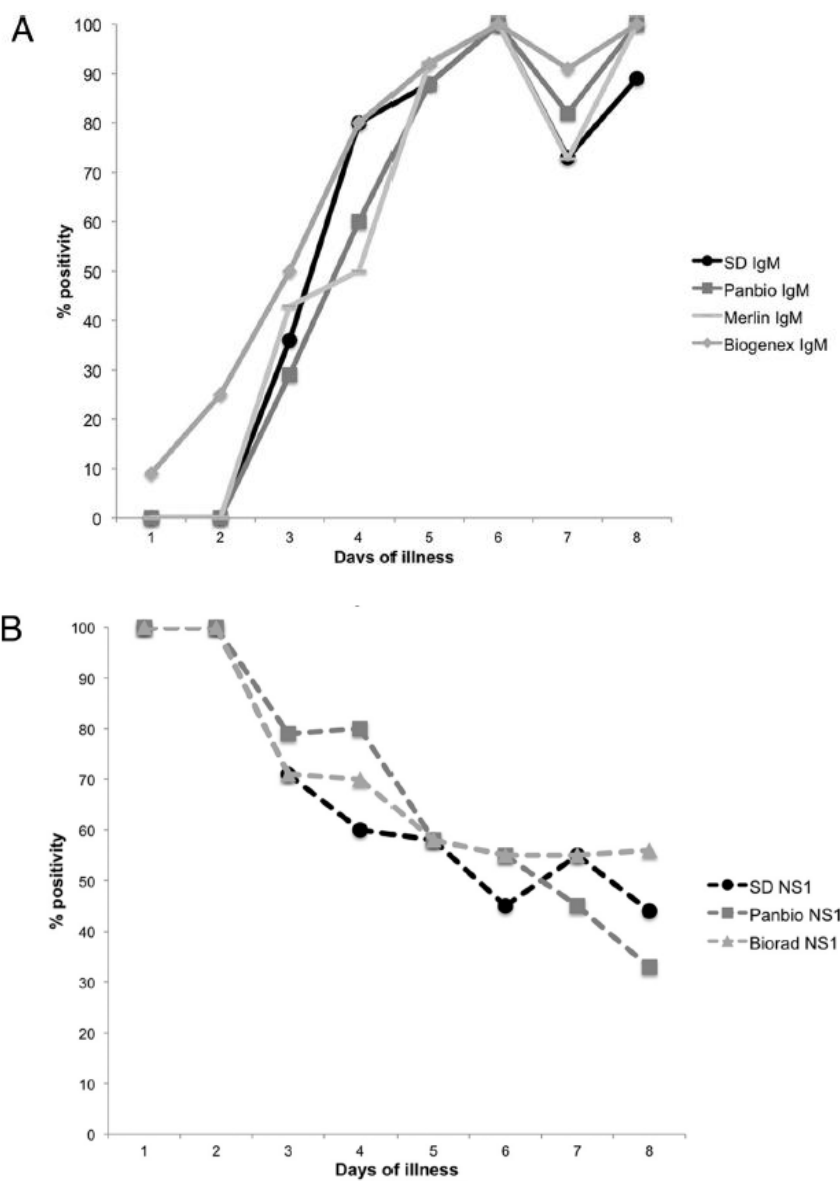 A
100
90
80
70
60
50
40
30
20
10
0
% positivity
1 2 3 4 5 6 7 8
Days of illness
SD IgM
Panbio IgM
Merlin IgM
Biogenex IgM
B
100
90
80
70
60
50
40
30
20
10
0
% positivity
1 2 3 4 5 6 7 8
Days of illness
SD NS1
Panbio NS1
Biorad NS1